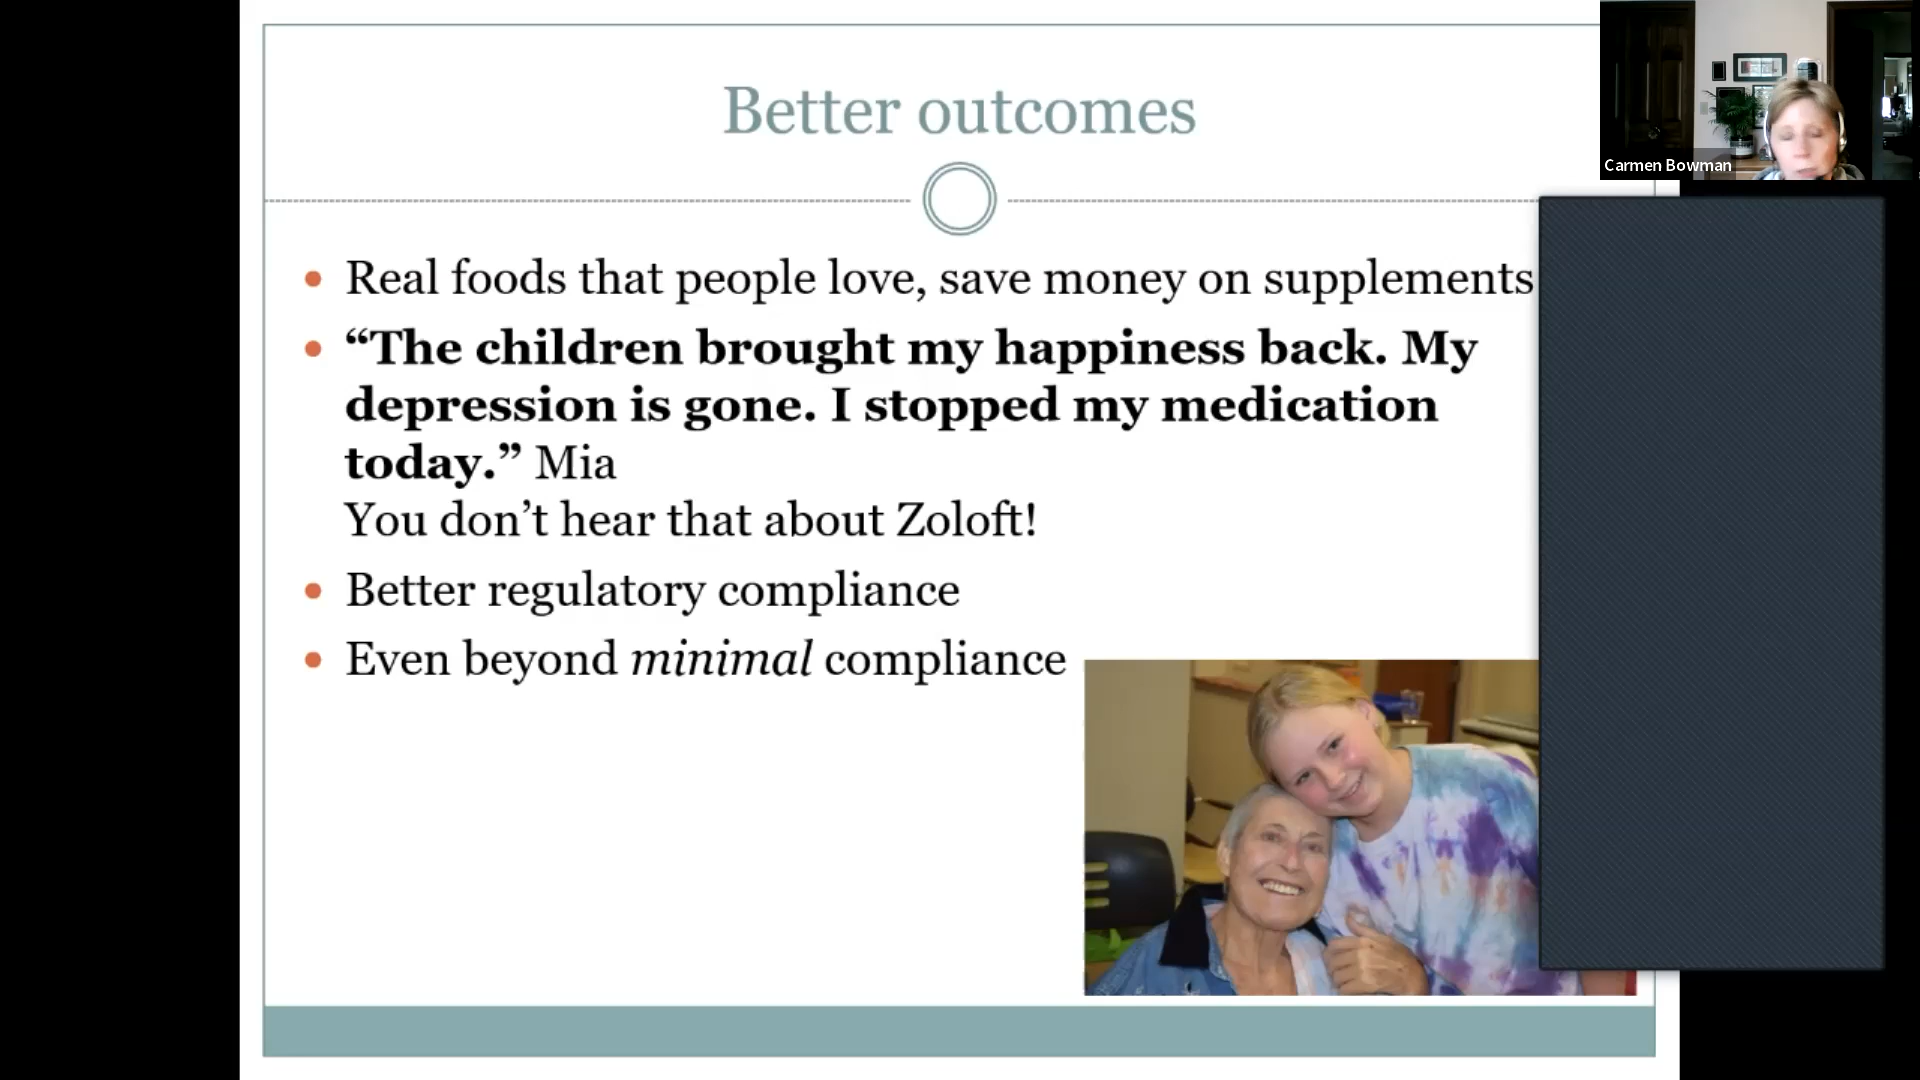 Better outcomes
Carmen Bowman
Real foods that people love, save money on supplements
“The children brought my happiness back. My
depression is gone. I stopped my medication
today.” Mia
You don’t hear that about Zoloft!
Better regulatory compliance
Even beyond minimal compliance